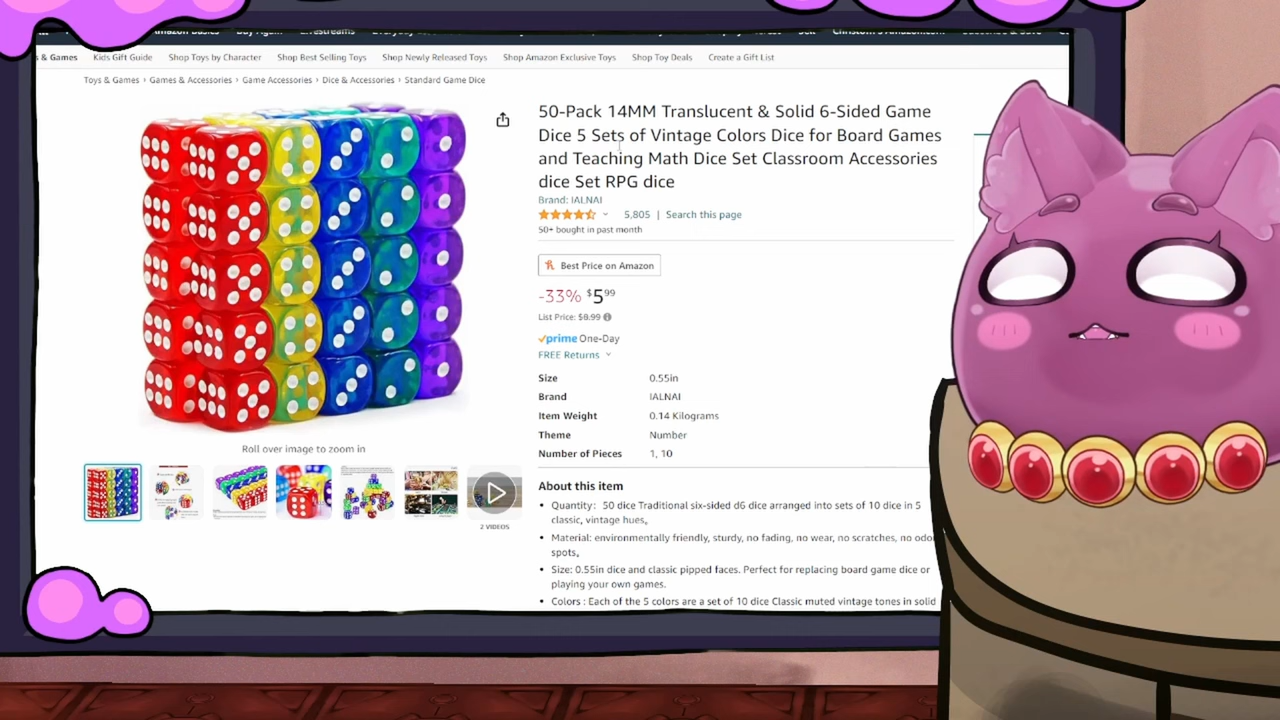 & Games Kids Gift Guide Shop Toys by Character Shop Best Selling Toys Shop Newly Released Toys Shop Amazon Exclusive Toys Shop Toy Deals Create a Gift List
Toys & Games › Games & Accessories › Game Accessories › Dice & Accessories › Standard Game Dice
50-Pack 14MM Translucent & Solid 6-Sided Game
Dice 5 Sets of Vintage Colors Dice for Board Games
and Teaching Math Dice Set Classroom Accessories
dice Set RPG dice
Brand: IALNAI
5,805 | Search this page
50+ bought in past month
Best Price on Amazon
-33% $5⁹⁹
List Price: $8.99
prime One-Day
FREE Returns
Size 0.55in
Brand IALNAI
Item Weight 0.14 Kilograms
Theme Number
Number of Pieces 1, 10
Roll over image to zoom in
2 VIDEOS
About this item
• Quantity: 50 dice Traditional six-sided d6 dice arranged into sets of 10 dice in 5
classic, vintage hues,
• Material: environmentally friendly, sturdy, no fading, no wear, no scratches, no odor
spots,
• Size: 0.55in dice and classic pipped faces. Perfect for replacing board game dice or
playing your own games.
• Colors : Each of the 5 colors are a set of 10 dice Classic muted vintage tones in solid